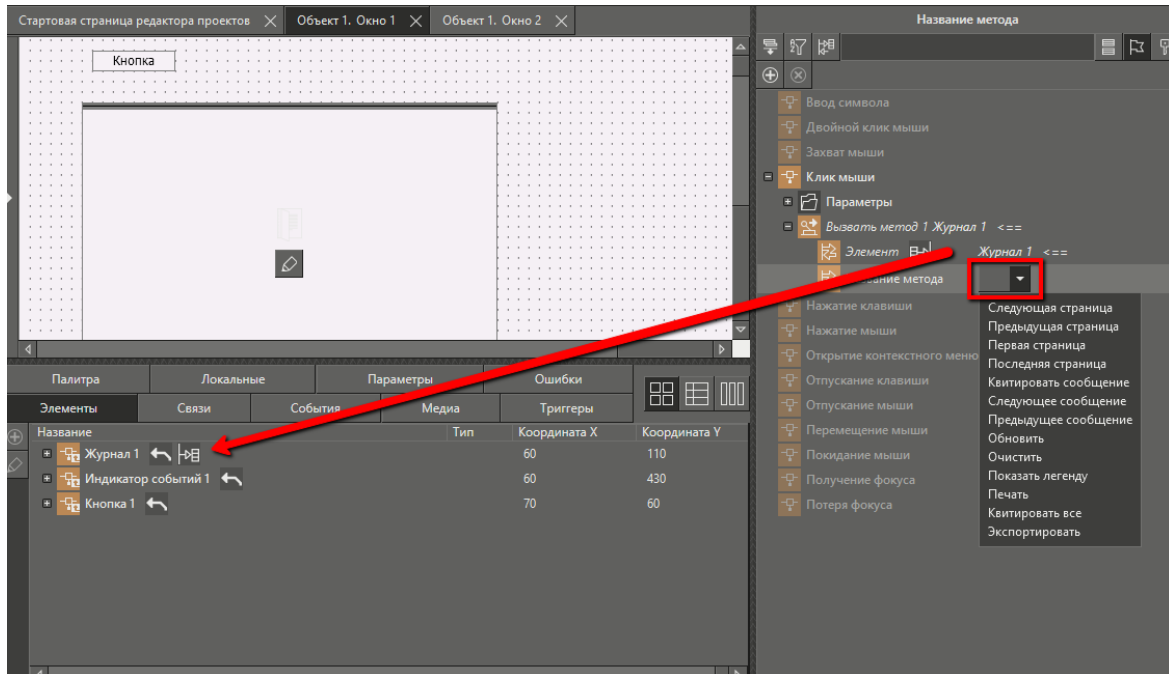 Стартовая страница редактора проектов
Объект 1. Окно 1
Объект 1. Окно 2
Название метода
Кнопка
Ввод символа
Двойной клик мыши
Захват мыши
Клик мыши
Параметры
Вызвать метод 1 Журнал 1 <==
Элемент
Журнал 1 <==
метода
Нажатие клавиши
Нажатие мыши
Открытие контекстного меню
Отпускание клавиши
Отпускание мыши
Перемещение мыши
Покидание мыши
Получение фокуса
Потеря фокуса
Следующая страница
Предыдущая страница
Первая страница
Последняя страница
Квитировать сообщение
Следующее сообщение
Предыдущее сообщение
Обновить
Очистить
Показать легенду
Печать
Квитировать все
Экспортировать
Палитра
Локальные
Параметры
Ошибки
Элементы
Связи
События
Медиа
Триггеры
Название
Тип
Координата X
Координата Y
Журнал 1
60
110
Индикатор событий 1
60
430
Кнопка 1
70
60